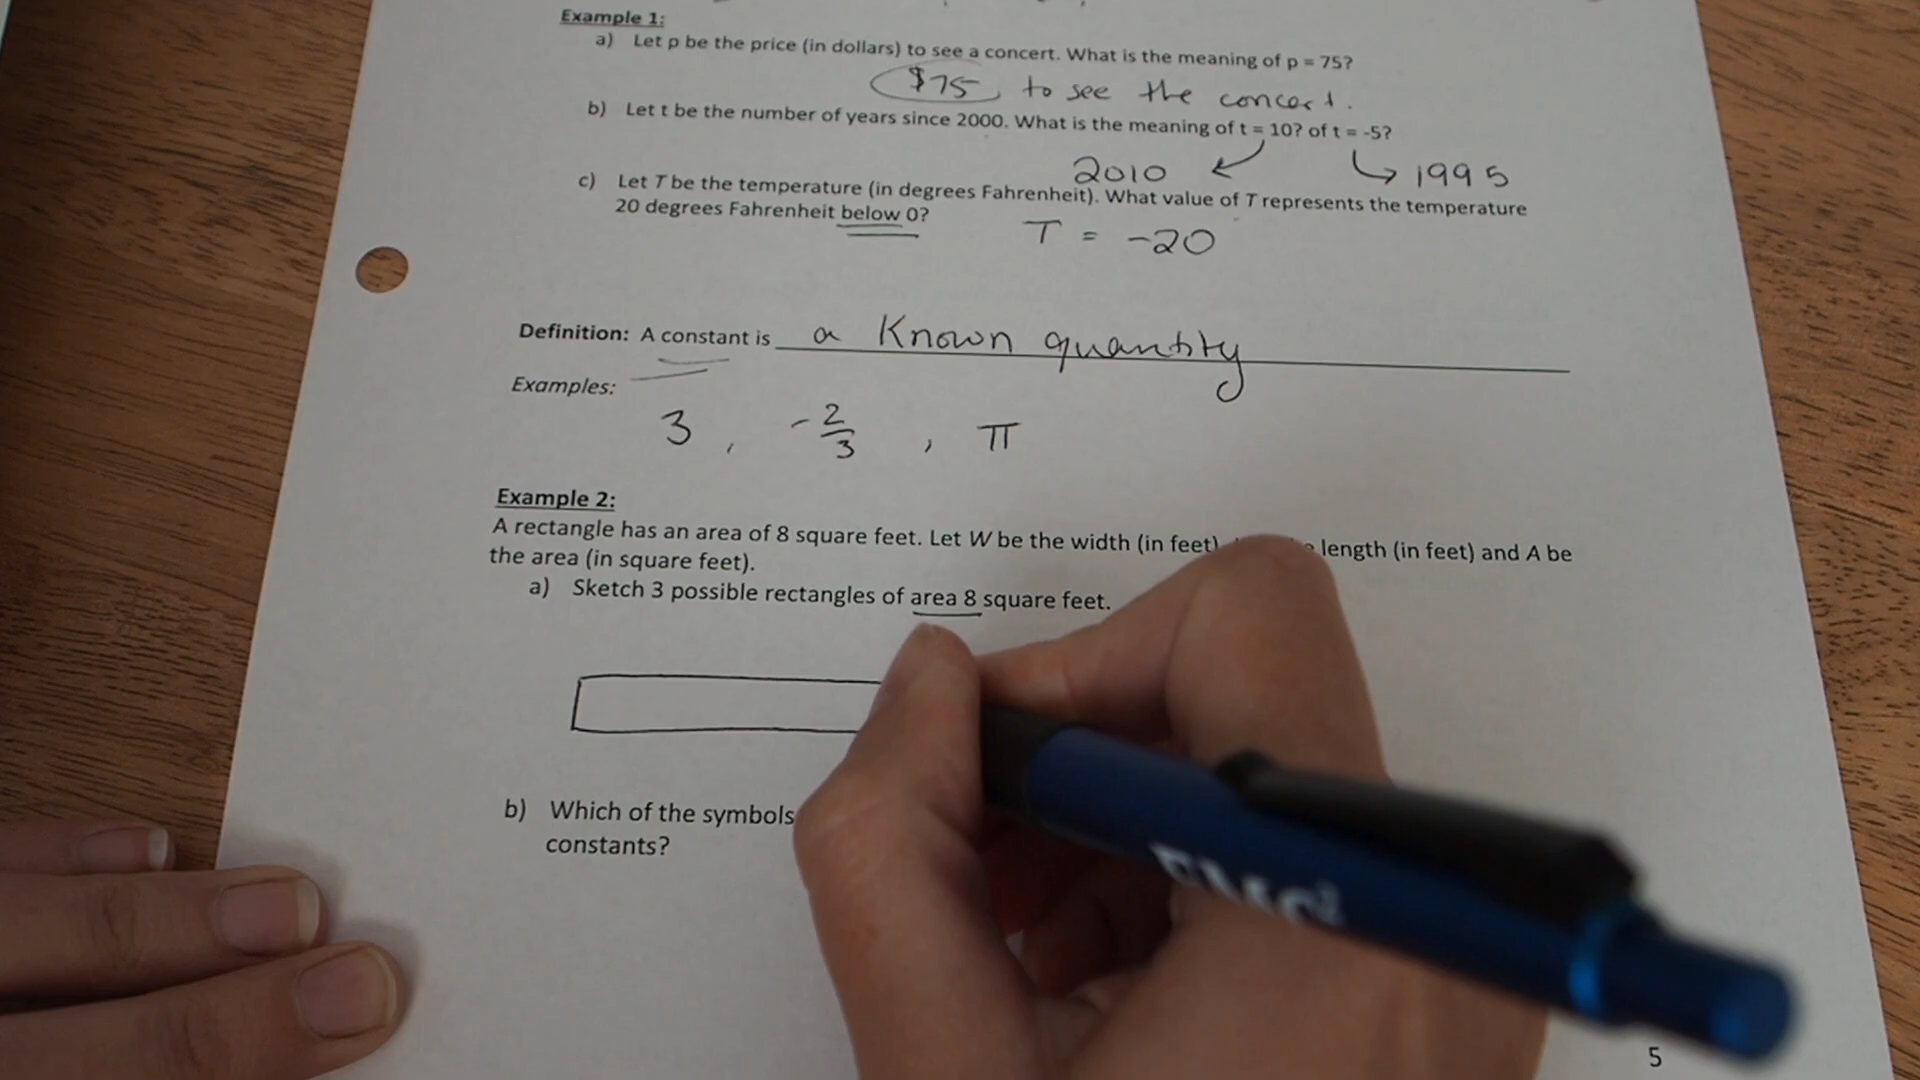 Example 1:
a) Let p be the price (in dollars) to see a concert. What is the meaning of p = 75?
$75, to see the concert.
b) Let t be the number of years since 2000. What is the meaning of t = 10? of t = -5?
2010 1995
c) Let T be the temperature (in degrees Fahrenheit). What value of T represents the temperature
20 degrees Fahrenheit below 0?
T = -20
Definition: A constant is a known quantity
Examples:
3, -2/3, π
Example 2:
A rectangle has an area of 8 square feet. Let W be the width (in feet) length (in feet) and A be
the area (in square feet).
a) Sketch 3 possible rectangles of area 8 square feet.
b) Which of the symbols
constants?
5